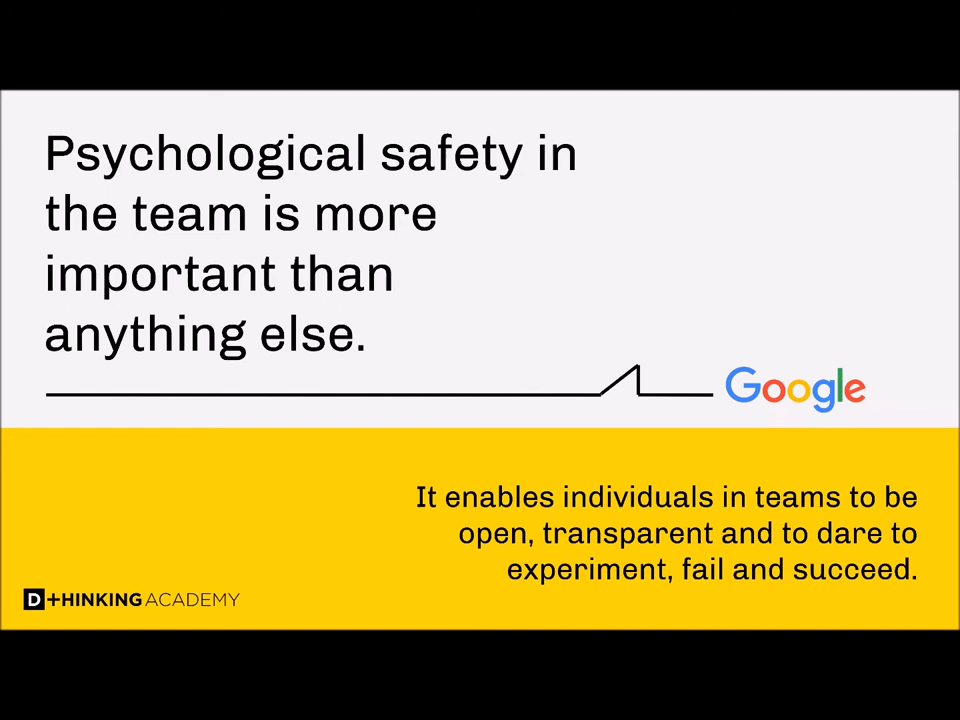 Psychological safety in
the team is more
important than
anything else.
Google
It enables individuals in teams to be
open, transparent and to dare to
experiment, fail and succeed.
D+HINKING ACADEMY